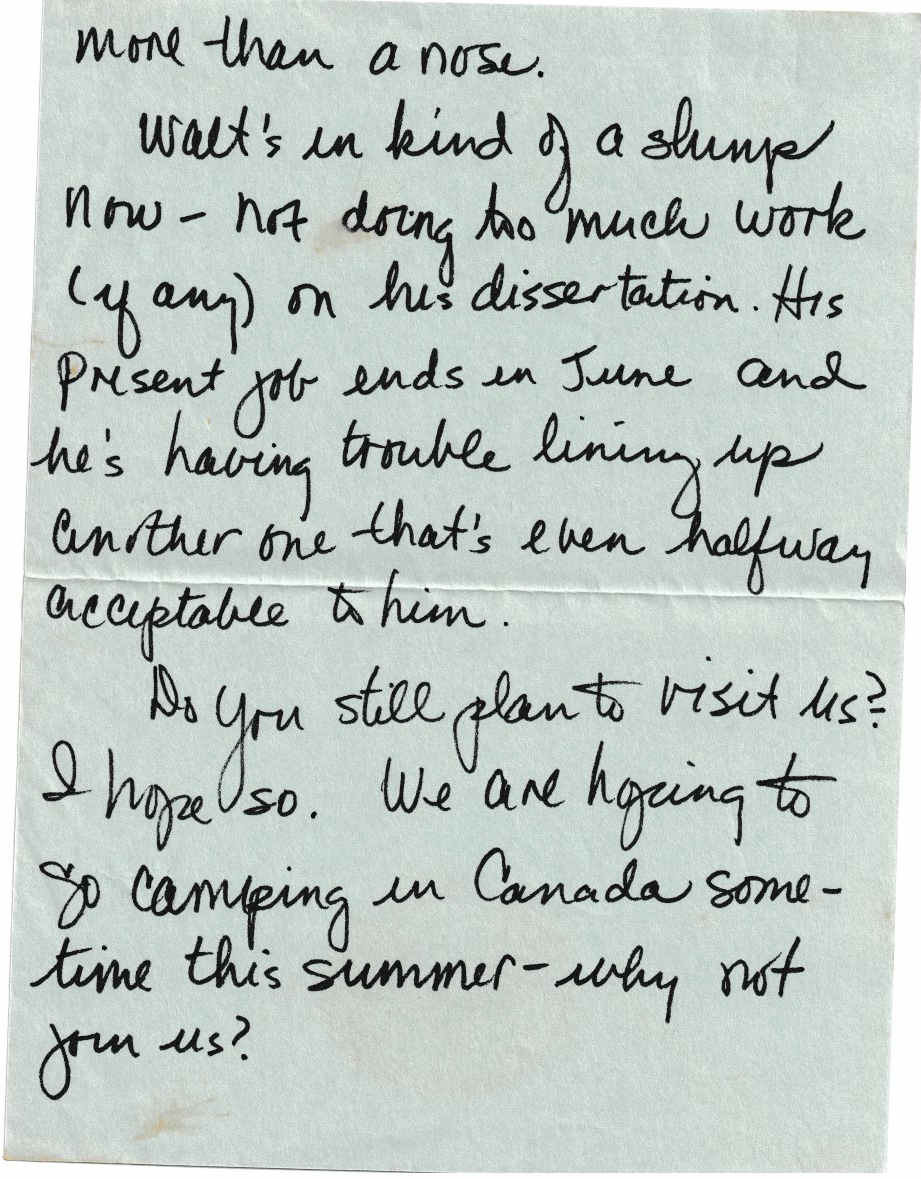 more than a nose.
Walt's in kind of a slump
now - not doing too much work
(if any) on his dissertation. His
present job ends in June and
he's having trouble lining up
another one that's even halfway
acceptable to him.
Do you still plan to visit us?
I hope so. We are hoping to
go camping in Canada some-
time this summer - why not
join us?